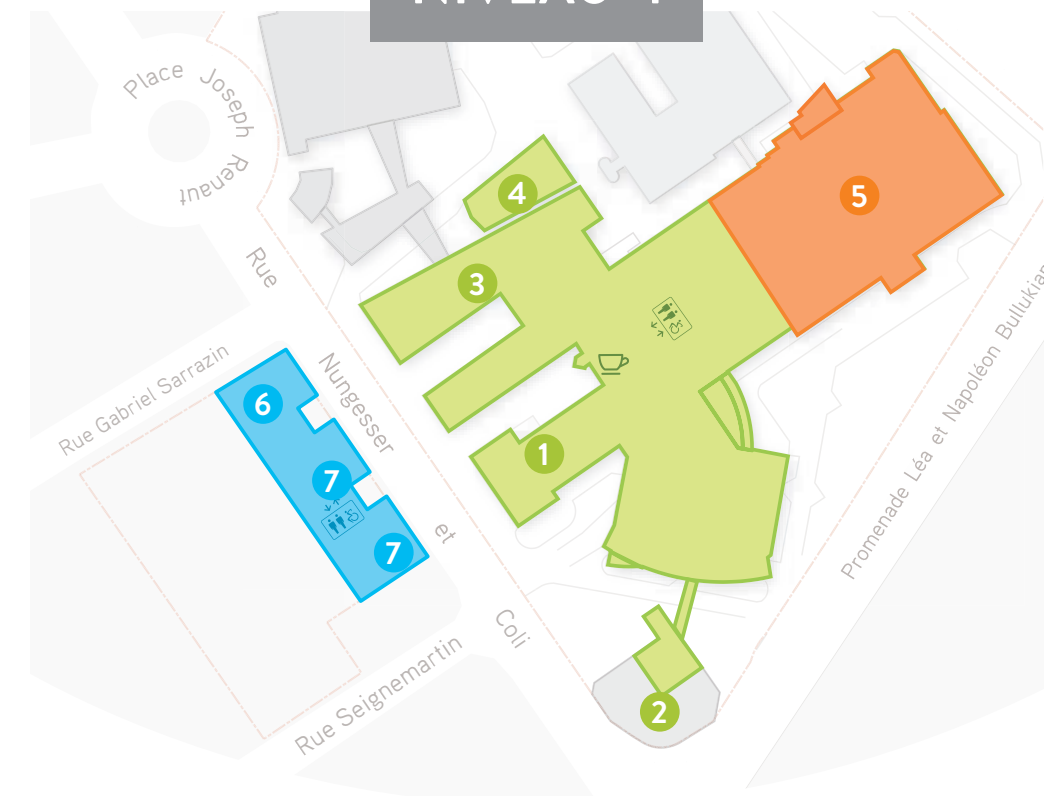 NIVEAU
Place Joseph Renaut
4
5
3
Rue Nungesser et Coli
Rue Gabriel Sarrazin
6
1
7
7
Promenade Léa et Napoléon Bullukian
Rue Seignemartin
2